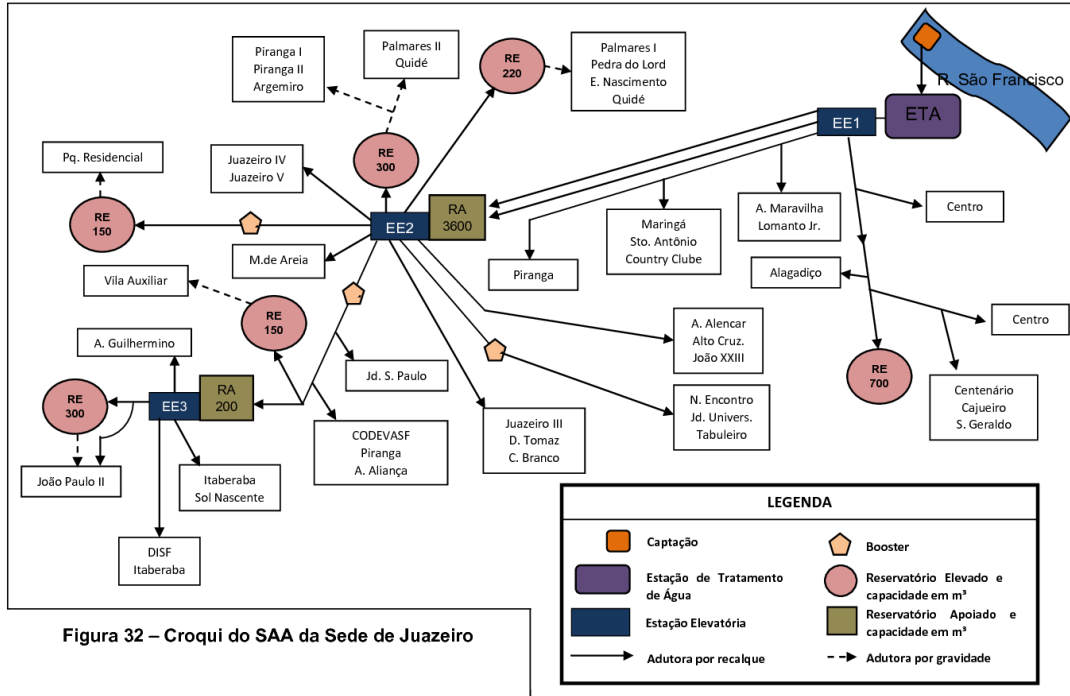 Piranga I
Piranga II
Argemiro
Palmares II
Quidé
RE
220
Palmares I
Pedra do Lord
E. Nascimento
Quidé
R. São Francisco
ETA
EE1
Pq. Residencial
Juazeiro IV
Juazeiro V
RE
300
RE
150
EE2
RA
3600
M.de Areia
Piranga
Maringá
Sto. Antônio
Country Clube
A. Maravilha
Lomanto Jr.
Centro
Alagadiço
Vila Auxiliar
RE
150
Centro
A. Guilhermino
Jd. S. Paulo
A. Alencar
Alto Cruz.
João XXIII
RE
700
RE
300
EE3
RA
200
Centenário
Cajueiro
S. Geraldo
N. Encontro
Jd. Univers.
Tabuleiro
CODEVASF
Piranga
A. Aliança
Juazeiro III
D. Tomaz
C. Branco
João Paulo II
Itaberaba
Sol Nascente
DISF
Itaberaba
LEGENDA
Captação
Booster
Estação de Tratamento
de Água
Reservatório Elevado e
capacidade em m³
Estação Elevatória
Reservatório Apoiado e
capacidade em m³
Adutora por recalque
Adutora por gravidade
Figura 32 – Croqui do SAA da Sede de Juazeiro